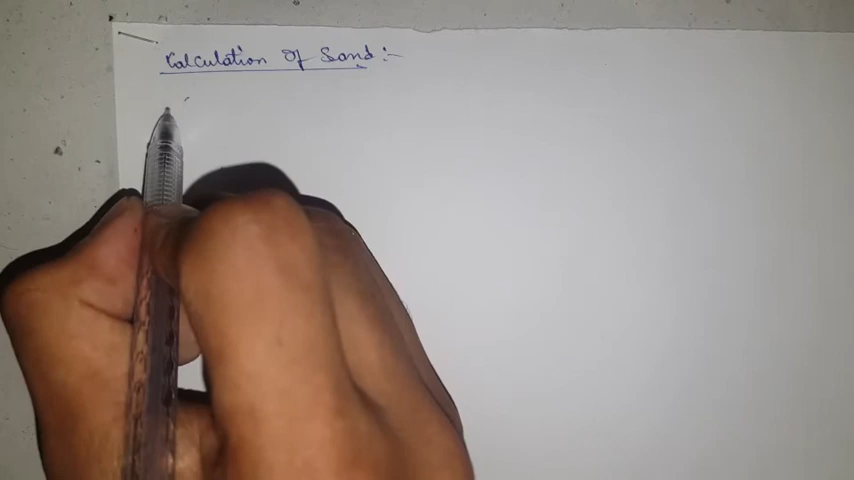 Calculation of Sand :-